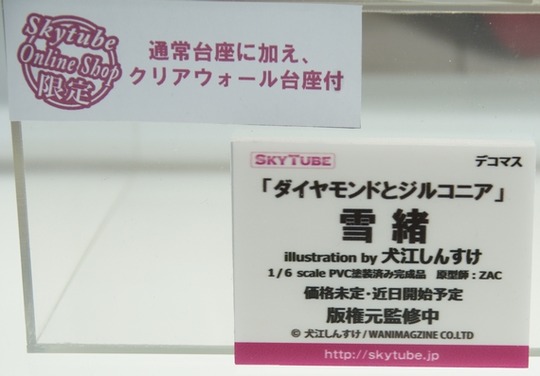 Skytube
Online Shop
限定
通常台座に加え、
クリアウォール台座付
SKYTUBE
デコマス
「ダイヤモンドとジルコニア」
雪緒
illustration by 犬江しんすけ
1/6 scale PVC塗装済み完成品 原型師：ZAC
価格未定・近日開始予定
版権元監修中
© 犬江しんすけ/WANIMAGZINE CO.LTD
http://skytube.jp